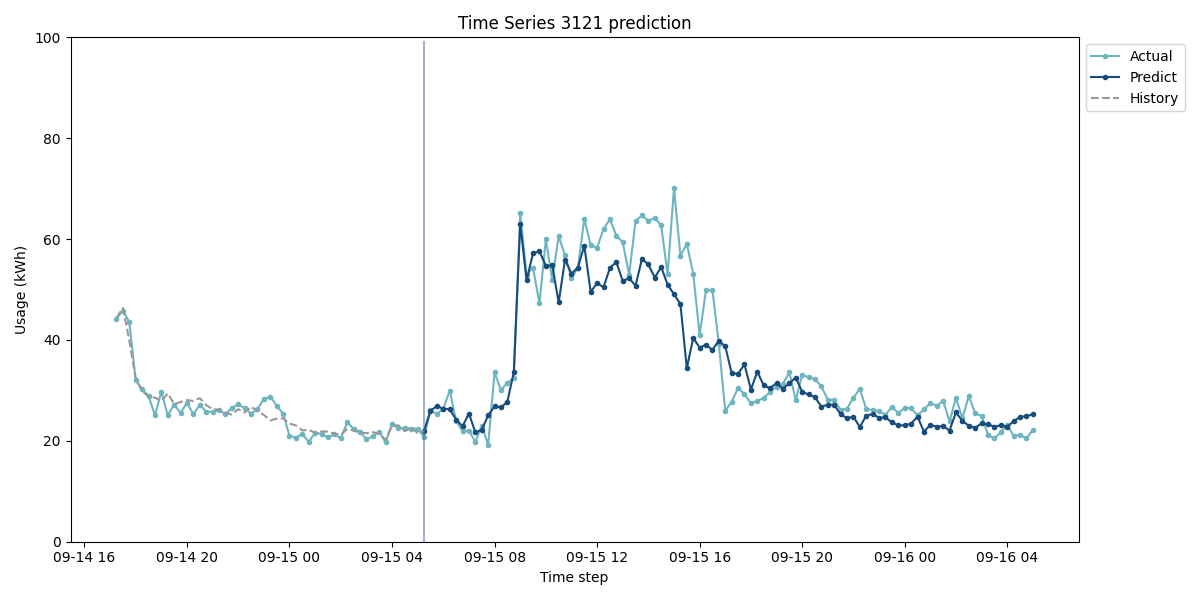 Time Series 3121 prediction
100
80
60
40
20
0
Usage (kWh)
09-14 16
09-14 20
09-15 00
09-15 04
09-15 08
09-15 12
09-15 16
09-15 20
09-16 00
09-16 04
Time step
Actual
Predict
History